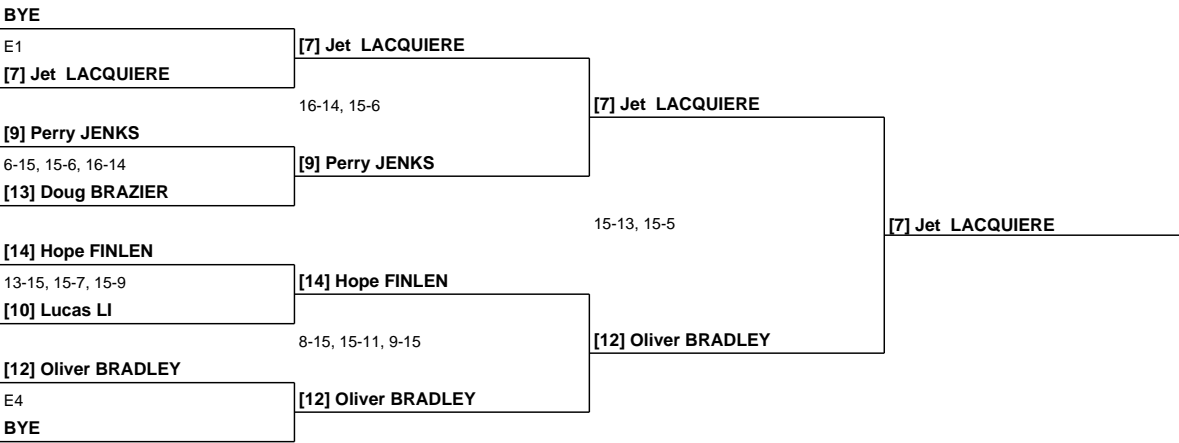 BYE
E1
[7] Jet LACQUIERE
[7] Jet LACQUIERE
16-14, 15-6
[7] Jet LACQUIERE
[9] Perry JENKS
6-15, 15-6, 16-14
[9] Perry JENKS
[13] Doug BRAZIER
15-13, 15-5
[7] Jet LACQUIERE
[14] Hope FINLEN
13-15, 15-7, 15-9
[14] Hope FINLEN
[10] Lucas LI
8-15, 15-11, 9-15
[12] Oliver BRADLEY
[12] Oliver BRADLEY
E4
[12] Oliver BRADLEY
BYE